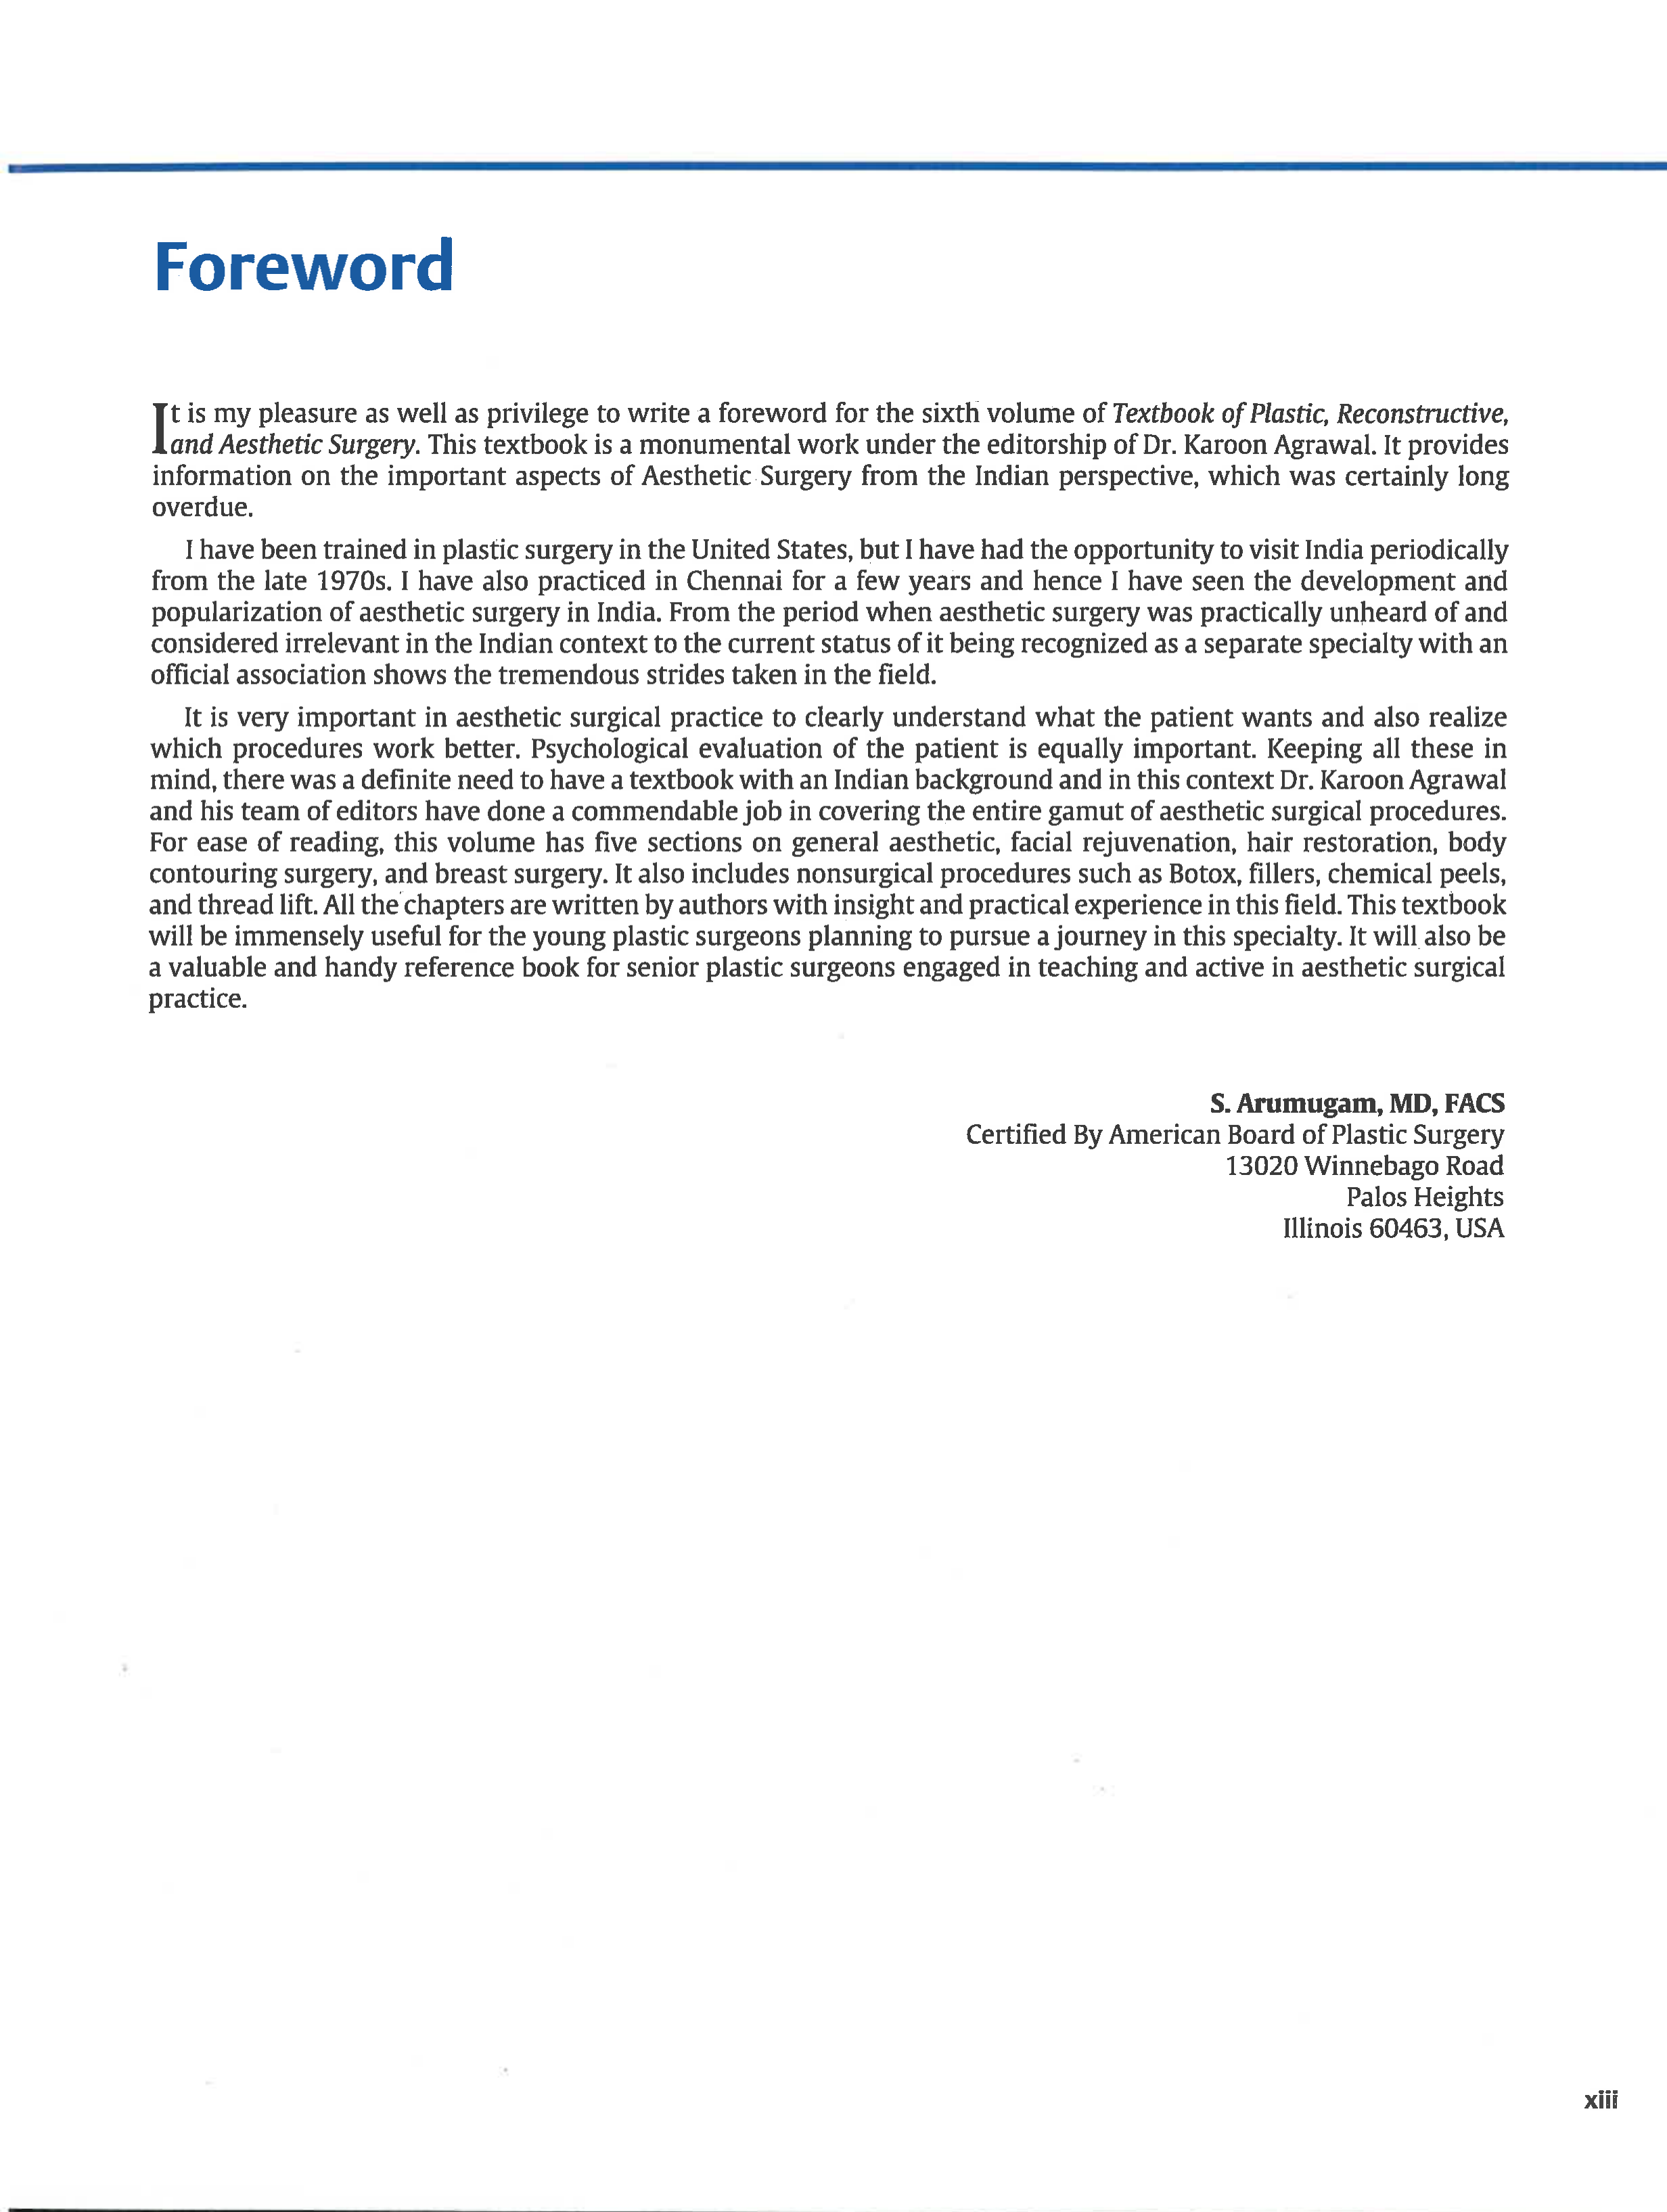 Foreword
It is my pleasure as well as privilege to write a foreword for the sixth volume of Textbook of Plastic, Reconstructive,
and Aesthetic Surgery. This textbook is a monumental work under the editorship of Dr. Karoon Agrawal. It provides
information on the important aspects of Aesthetic Surgery from the Indian perspective, which was certainly long
overdue.
I have been trained in plastic surgery in the United States, but I have had the opportunity to visit India periodically
from the late 1970s. I have also practiced in Chennai for a few years and hence I have seen the development and
popularization of aesthetic surgery in India. From the period when aesthetic surgery was practically unheard of and
considered irrelevant in the Indian context to the current status of it being recognized as a separate specialty with an
official association shows the tremendous strides taken in the field.
It is very important in aesthetic surgical practice to clearly understand what the patient wants and also realize
which procedures work better. Psychological evaluation of the patient is equally important. Keeping all these in
mind, there was a definite need to have a textbook with an Indian background and in this context Dr. Karoon Agrawal
and his team of editors have done a commendable job in covering the entire gamut of aesthetic surgical procedures.
For ease of reading, this volume has five sections on general aesthetic, facial rejuvenation, hair restoration, body
contouring surgery, and breast surgery. It also includes nonsurgical procedures such as Botox, fillers, chemical peels,
and thread lift. All the chapters are written by authors with insight and practical experience in this field. This textbook
will be immensely useful for the young plastic surgeons planning to pursue a journey in this specialty. It will also be
a valuable and handy reference book for senior plastic surgeons engaged in teaching and active in aesthetic surgical
practice.
S. Arumugam, MD, FACS
Certified By American Board of Plastic Surgery
13020 Winnebago Road
Palos Heights
Illinois 60463, USA
xiii